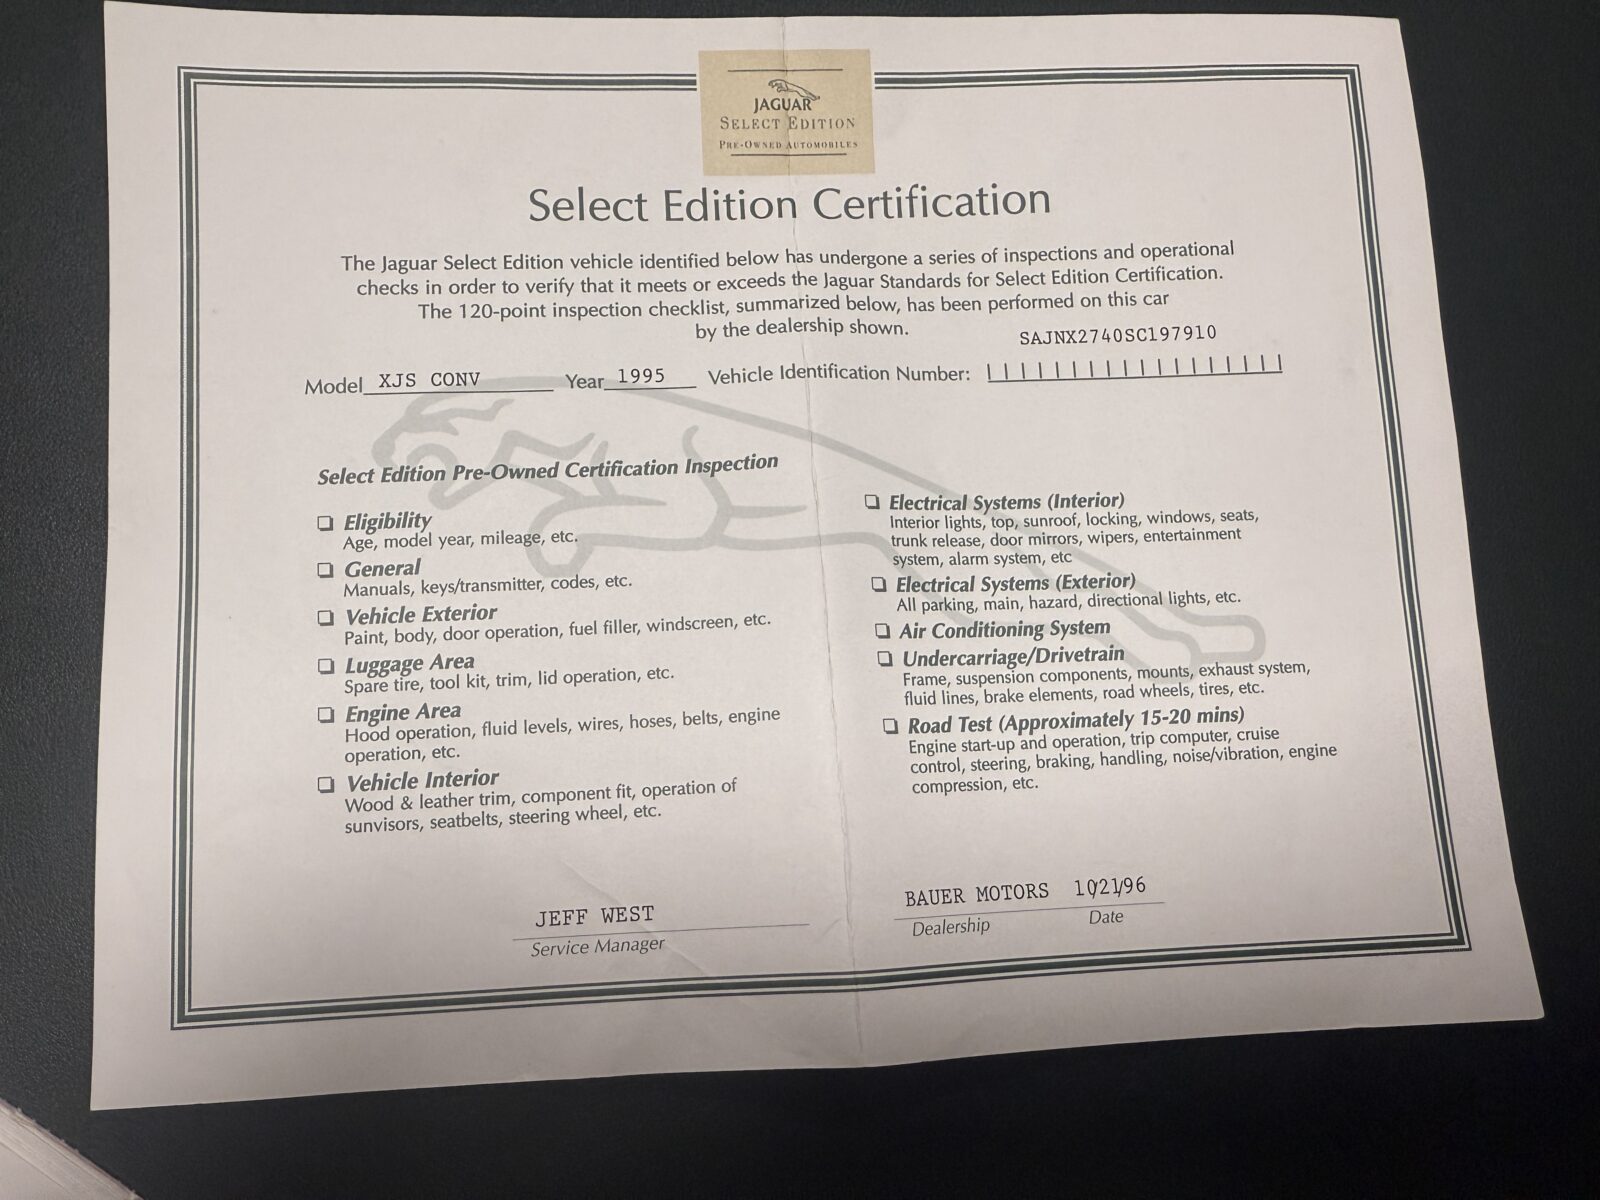 JAGUAR
SELECT EDITION
PRE-OWNED AUTOMOBILES
Select Edition Certification
The Jaguar Select Edition vehicle identified below has undergone a series of inspections and operational
checks in order to verify that it meets or exceeds the Jaguar Standards for Select Edition Certification.
The 120-point inspection checklist, summarized below, has been performed on this car
by the dealership shown.
SAJNX2740SC197910
Model XJS CONV Year 1995 Vehicle Identification Number:
Select Edition Pre-Owned Certification Inspection
Eligibility
Age, model year, mileage, etc.
General
Manuals, keys/transmitter, codes, etc.
Vehicle Exterior
Paint, body, door operation, fuel filler, windscreen, etc.
Luggage Area
Spare tire, tool kit, trim, lid operation, etc.
Engine Area
Hood operation, fluid levels, wires, hoses, belts, engine
operation, etc.
Vehicle Interior
Wood & leather trim, component fit, operation of
sunvisors, seatbelts, steering wheel, etc.
Electrical Systems (Interior)
Interior lights, top, sunroof, locking, windows, seats,
trunk release, door mirrors, wipers, entertainment
system, alarm system, etc
Electrical Systems (Exterior)
All parking, main, hazard, directional lights, etc.
Air Conditioning System
Undercarriage/Drivetrain
Frame, suspension components, mounts, exhaust system,
fluid lines, brake elements, road wheels, tires, etc.
Road Test (Approximately 15-20 mins)
Engine start-up and operation, trip computer, cruise
control, steering, braking, handling, noise/vibration, engine
compression, etc.
JEFF WEST
Service Manager
BAUER MOTORS 10/21/96
Dealership Date